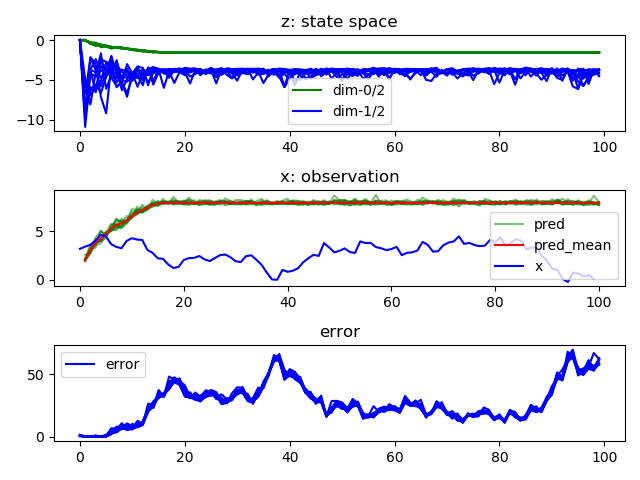 z: state space
0
−5
−10
dim-0/2
dim-1/2
0 20 40 60 80 100
x: observation
5
0
pred
pred_mean
x
0 20 40 60 80 100
error
50
0
error
0 20 40 60 80 100